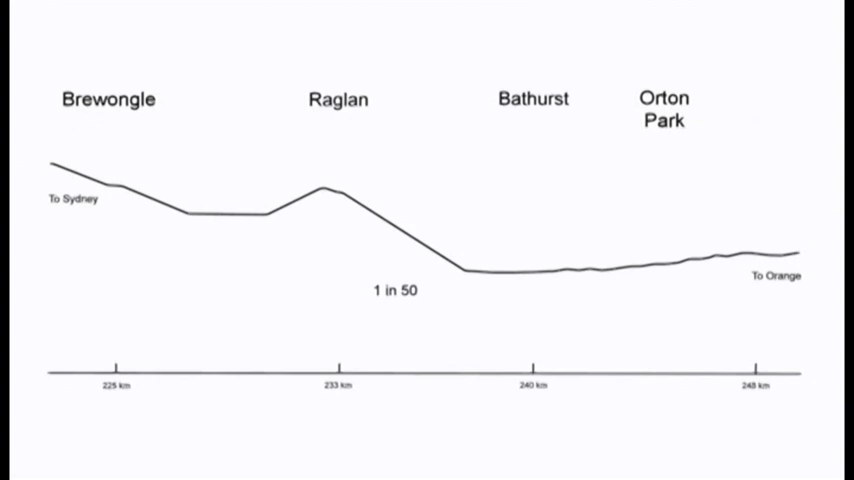 Brewongle
Raglan
Bathurst
Orton
Park
To Sydney
To Orange
1 in 50
225 km
233 km
240 km
248 km